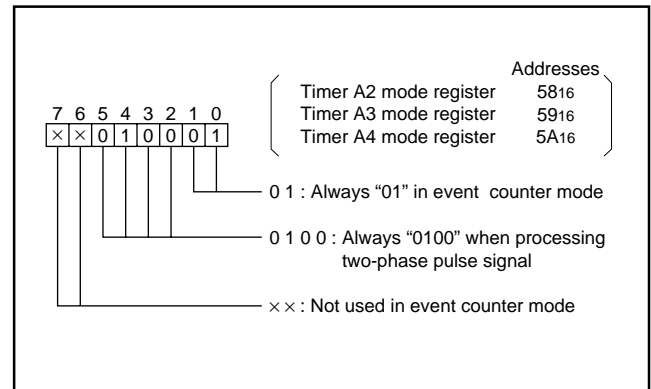 Addresses
Timer A2 mode register 58₁₆
Timer A3 mode register 59₁₆
Timer A4 mode register 5A₁₆
7 6 5 4 3 2 1 0
× × 0 1 0 0 0 1
0 1 : Always “01” in event counter mode
0 1 0 0 : Always “0100” when processing
two-phase pulse signal
× × : Not used in event counter mode